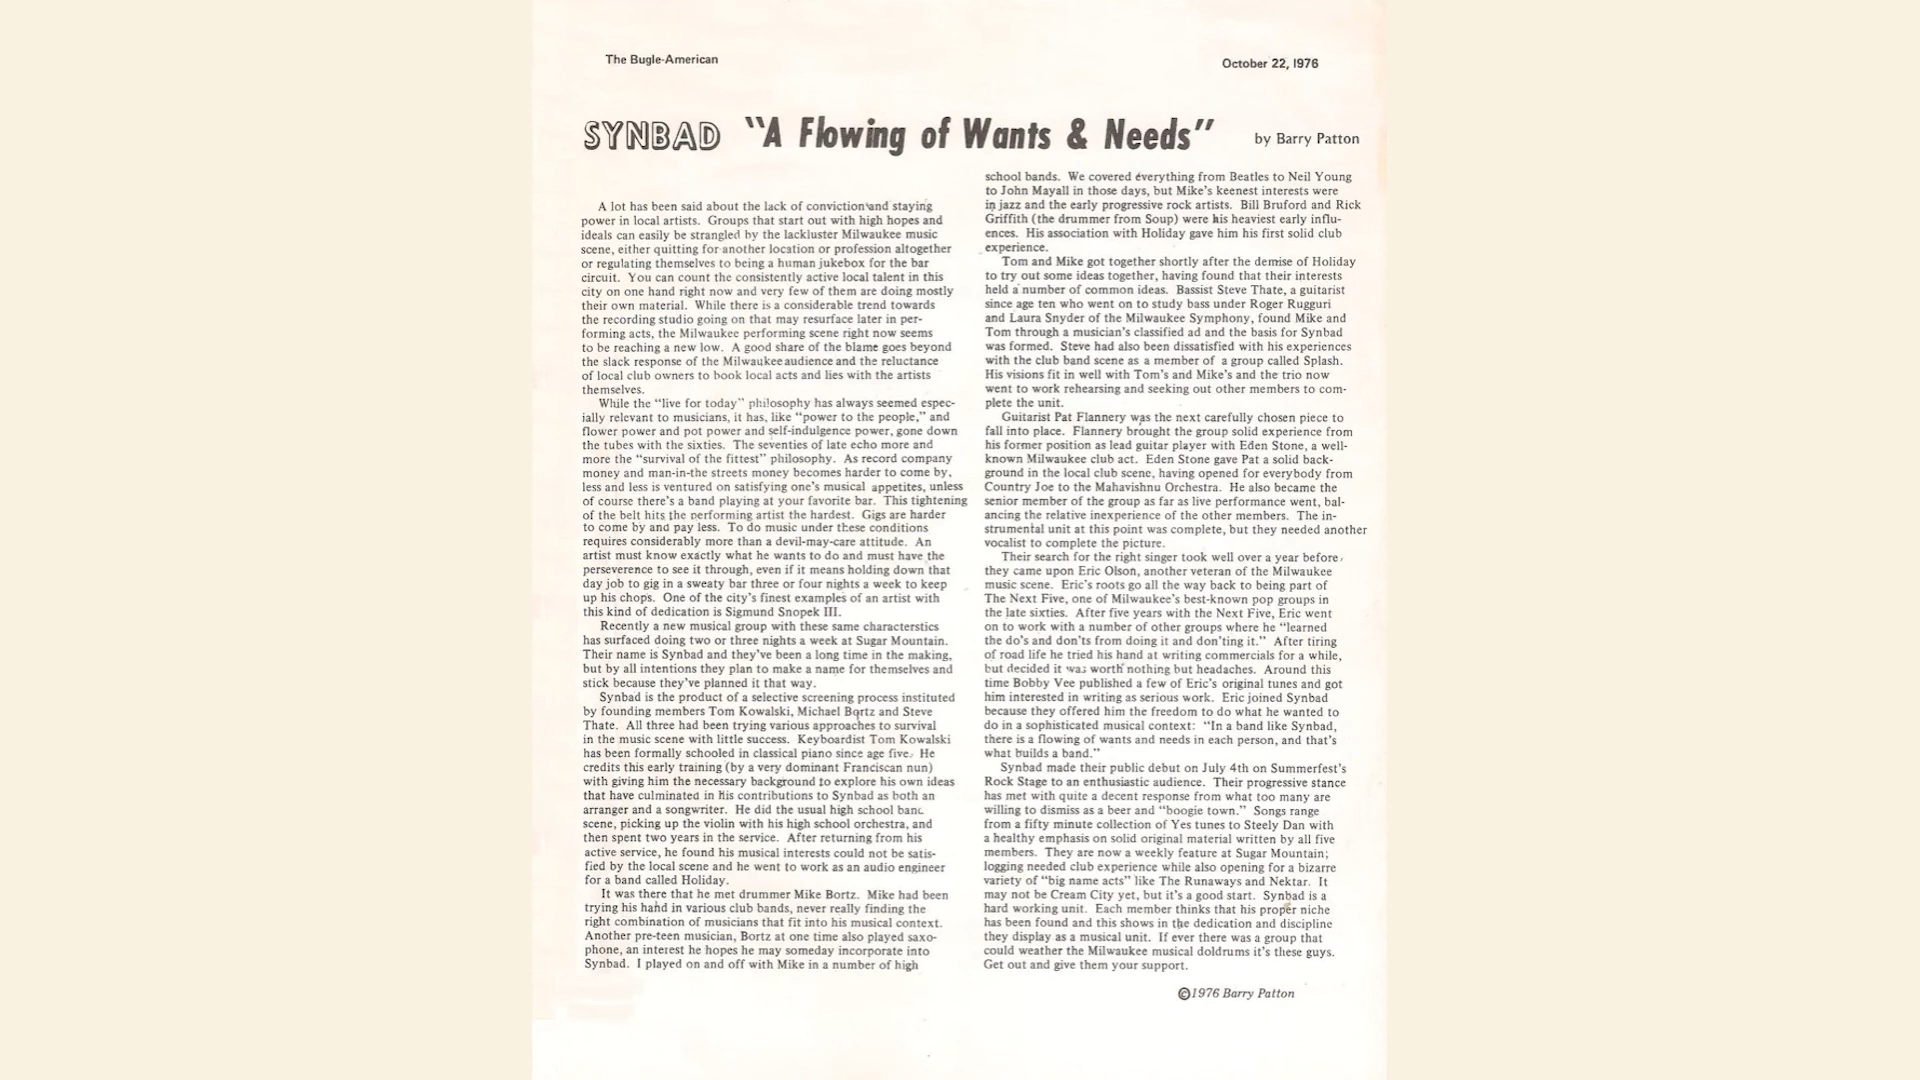 The Bugle-American
October 22, 1976
SYNBAD "A Flowing of Wants & Needs" by Barry Patton
A lot has been said about the lack of conviction and staying
power in local artists. Groups that start out with high hopes and
ideals can easily be strangled by the lackluster Milwaukee music
scene, either quitting for another location or profession altogether
or regulating themselves to being a human jukebox for the bar
circuit. You can count the consistently active local talent in this
city on one hand right now and very few of them are doing mostly
their own material. While there is a considerable trend towards
the recording studio going on that may resurface later in per-
forming acts, the Milwaukee performing scene right now seems
to be reaching a new low. A good share of the blame goes beyond
the slack response of the Milwaukee audience and the reluctance
of local club owners to book local acts and lies with the artists
themselves.
While the "live for today" philosophy has always seemed espec-
ially relevant to musicians, it has, like "power to the people," and
flower power and pot power and self-indulgence power, gone down
the tubes with the sixties. The seventies of late echo more and
more the "survival of the fittest" philosophy. As record company
money and man-in-the streets money becomes harder to come by,
less and less is ventured on satisfying one's musical appetites, unless
of course there's a band playing at your favorite bar. This tightening
of the belt hits the performing artist the hardest. Gigs are harder
to come by and pay less. To do music under these conditions
requires considerably more than a devil-may-care attitude. An
artist must know exactly what he wants to do and must have the
perseverence to see it through, even if it means holding down that
day job to gig in a sweaty bar three or four nights a week to keep
up his chops. One of the city's finest examples of an artist with
this kind of dedication is Sigmund Snopek III.
Recently a new musical group with these same characterstics
has surfaced doing two or three nights a week at Sugar Mountain.
Their name is Synbad and they've been a long time in the making,
but by all intentions they plan to make a name for themselves and
stick because they've planned it that way.
Synbad is the product of a selective screening process instituted
by founding members Tom Kowalski, Michael Bortz and Steve
Thate. All three had been trying various approaches to survival
in the music scene with little success. Keyboardist Tom Kowalski
has been formally schooled in classical piano since age five. He
credits this early training (by a very dominant Franciscan nun)
with giving him the necessary background to explore his own ideas
that have culminated in his contributions to Synbad as both an
arranger and a songwriter. He did the usual high school band
scene, picking up the violin with his high school orchestra, and
then spent two years in the service. After returning from his
active service, he found his musical interests could not be satis-
fied by the local scene and he went to work as an audio engineer
for a band called Holiday.
It was there that he met drummer Mike Bortz. Mike had been
trying his hand in various club bands, never really finding the
right combination of musicians that fit into his musical context.
Another pre-teen musician, Bortz at one time also played saxo-
phone, an interest he hopes he may someday incorporate into
Synbad. I played on and off with Mike in a number of high
school bands. We covered everything from Beatles to Neil Young
to John Mayall in those days, but Mike's keenest interests were
in jazz and the early progressive rock artists. Bill Bruford and Rick
Griffith (the drummer from Soup) were his heaviest early influ-
ences. His association with Holiday gave him his first solid club
experience.
Tom and Mike got together shortly after the demise of Holiday
to try out some ideas together, having found that their interests
held a number of common ideas. Bassist Steve Thate, a guitarist
since age ten who went on to study bass under Roger Rugguri
and Laura Snyder of the Milwaukee Symphony, found Mike and
Tom through a musician's classified ad and the basis for Synbad
was formed. Steve had also been dissatisfied with his experiences
with the club band scene as a member of a group called Splash.
His visions fit in well with Tom's and Mike's and the trio now
went to work rehearsing and seeking out other members to com-
plete the unit.
Guitarist Pat Flannery was the next carefully chosen piece to
fall into place. Flannery brought the group solid experience from
his former position as lead guitar player with Eden Stone, a well-
known Milwaukee club act. Eden Stone gave Pat a solid back-
ground in the local club scene, having opened for everybody from
Country Joe to the Mahavishnu Orchestra. He also became the
senior member of the group as far as live performance went, bal-
ancing the relative inexperience of the other members. The in-
strumental unit at this point was complete, but they needed another
vocalist to complete the picture.
Their search for the right singer took well over a year before
they came upon Eric Olson, another veteran of the Milwaukee
music scene. Eric's roots go all the way back to being part of
The Next Five, one of Milwaukee's best-known pop groups in
the late sixties. After five years with the Next Five, Eric went
on to work with a number of other groups where he "learned
the do's and don'ts from doing it and don'ting it." After tiring
of road life he tried his hand at writing commercials for a while,
but decided it was worth nothing but headaches. Around this
time Bobby Vee published a few of Eric's original tunes and got
him interested in writing as serious work. Eric joined Synbad
because they offered him the freedom to do what he wanted to
do in a sophisticated musical context: "In a band like Synbad,
there is a flowing of wants and needs in each person, and that's
what builds a band."
Synbad made their public debut on July 4th on Summerfest's
Rock Stage to an enthusiastic audience. Their progressive stance
has met with quite a decent response from what too many are
willing to dismiss as a beer and "boogie town." Songs range
from a fifty minute collection of Yes tunes to Steely Dan with
a healthy emphasis on solid original material written by all five
members. They are now a weekly feature at Sugar Mountain;
logging needed club experience while also opening for a bizarre
variety of "big name acts" like The Runaways and Nektar. It
may not be Cream City yet, but it's a good start. Synbad is a
hard working unit. Each member thinks that his proper niche
has been found and this shows in the dedication and discipline
they display as a musical unit. If ever there was a group that
could weather the Milwaukee musical doldrums it's these guys.
Get out and give them your support.
©1976 Barry Patton